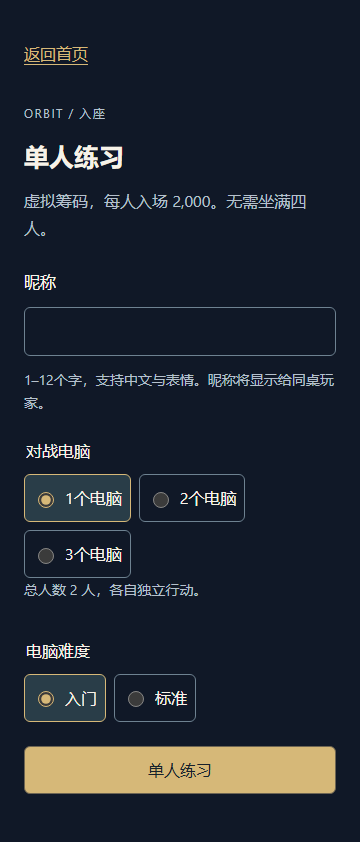 返回首页
ORBIT / 入座
单人练习
虚拟筹码，每人入场 2,000。无需坐满四
人。
昵称
1–12个字，支持中文与表情。昵称将显示给同桌玩
家。
对战电脑
1个电脑
2个电脑
3个电脑
总人数 2 人，各自独立行动。
电脑难度
入门
标准
单人练习